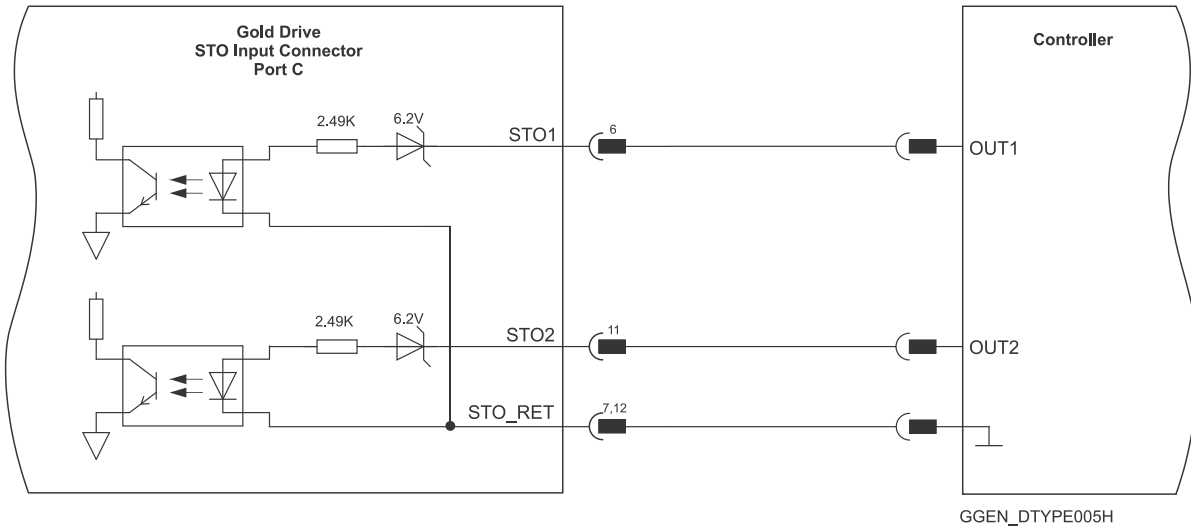 Gold Drive
STO Input Connector
Port C
Controller
2.49K
6.2V
STO1
6
OUT1
2.49K
6.2V
STO2
11
OUT2
STO_RET
7,12
GGEN_DTYPE005H